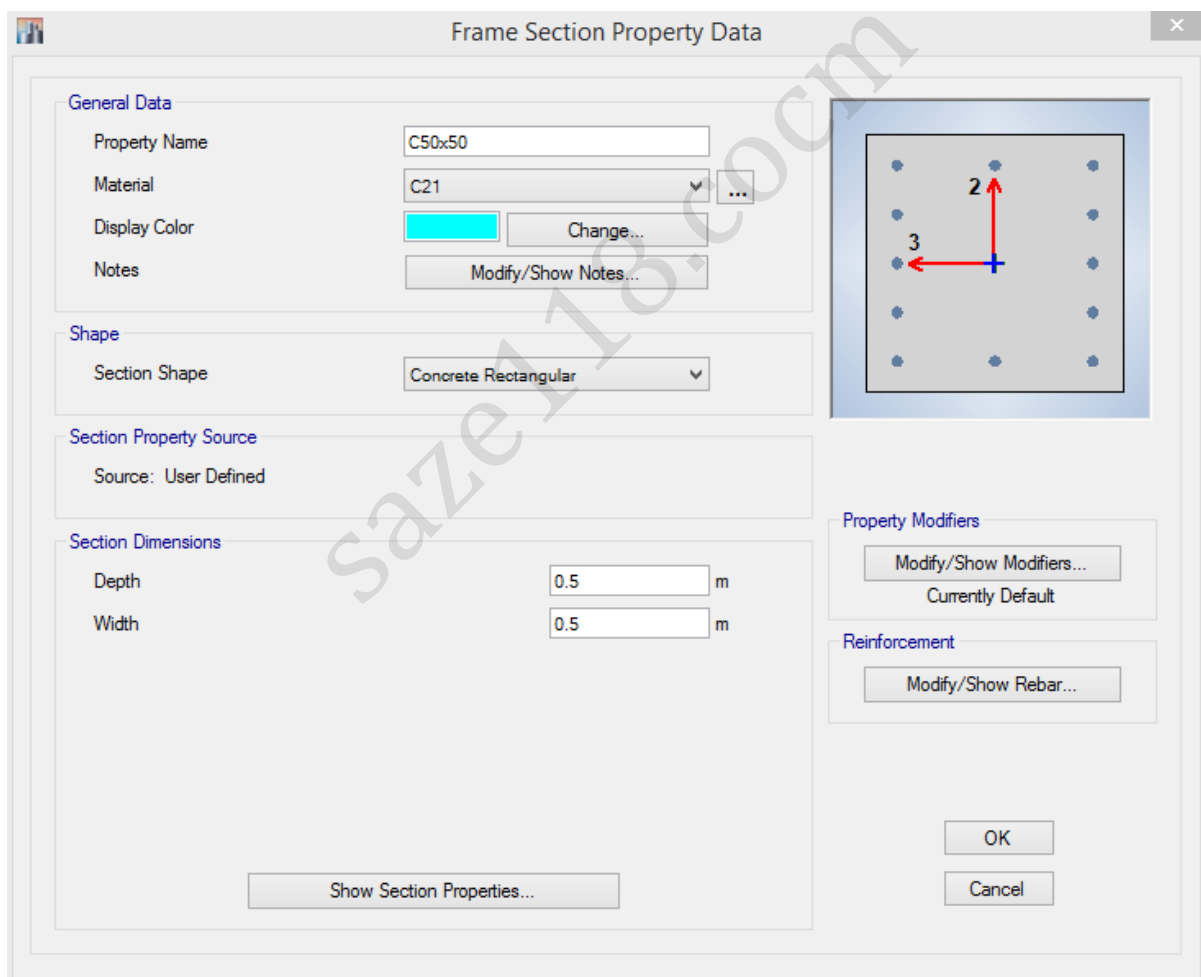 Frame Section Property Data
General Data
Property Name C50x50
Material C21 ...
Display Color Change...
Notes Modify/Show Notes...
Shape
Section Shape Concrete Rectangular
Section Property Source
Source: User Defined
Section Dimensions
Depth 0.5 m
Width 0.5 m
Show Section Properties...
2
3
Property Modifiers
Modify/Show Modifiers...
Currently Default
Reinforcement
Modify/Show Rebar...
OK
Cancel
saze118.cocm